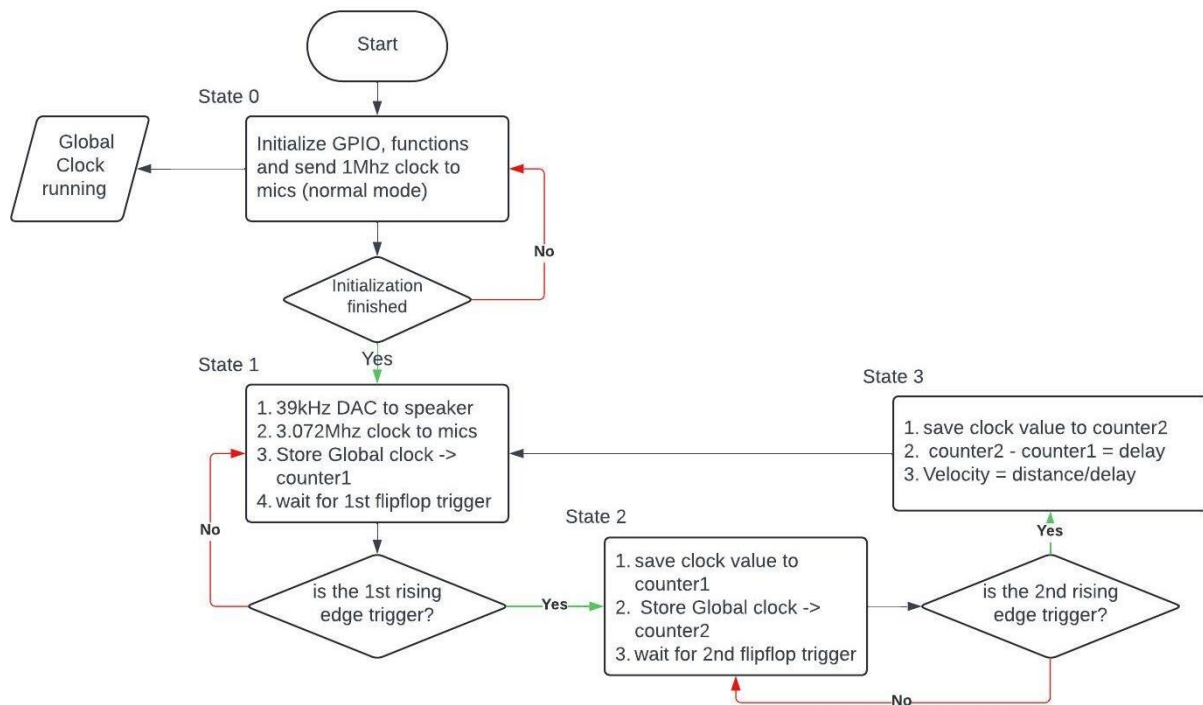 Start
State 0
Global
Clock
running
Initialize GPIO, functions
and send 1Mhz clock to
mics (normal mode)
No
Initialization
finished
Yes
State 1
1. 39kHz DAC to speaker
2. 3.072Mhz clock to mics
3. Store Global clock ->
counter1
4. wait for 1st flipflop trigger
No
is the 1st rising
edge trigger?
Yes
State 2
1. save clock value to
counter1
2. Store Global clock ->
counter2
3. wait for 2nd flipflop trigger
is the 2nd rising
edge trigger?
No
Yes
State 3
1. save clock value to counter2
2. counter2 - counter1 = delay
3. Velocity = distance/delay